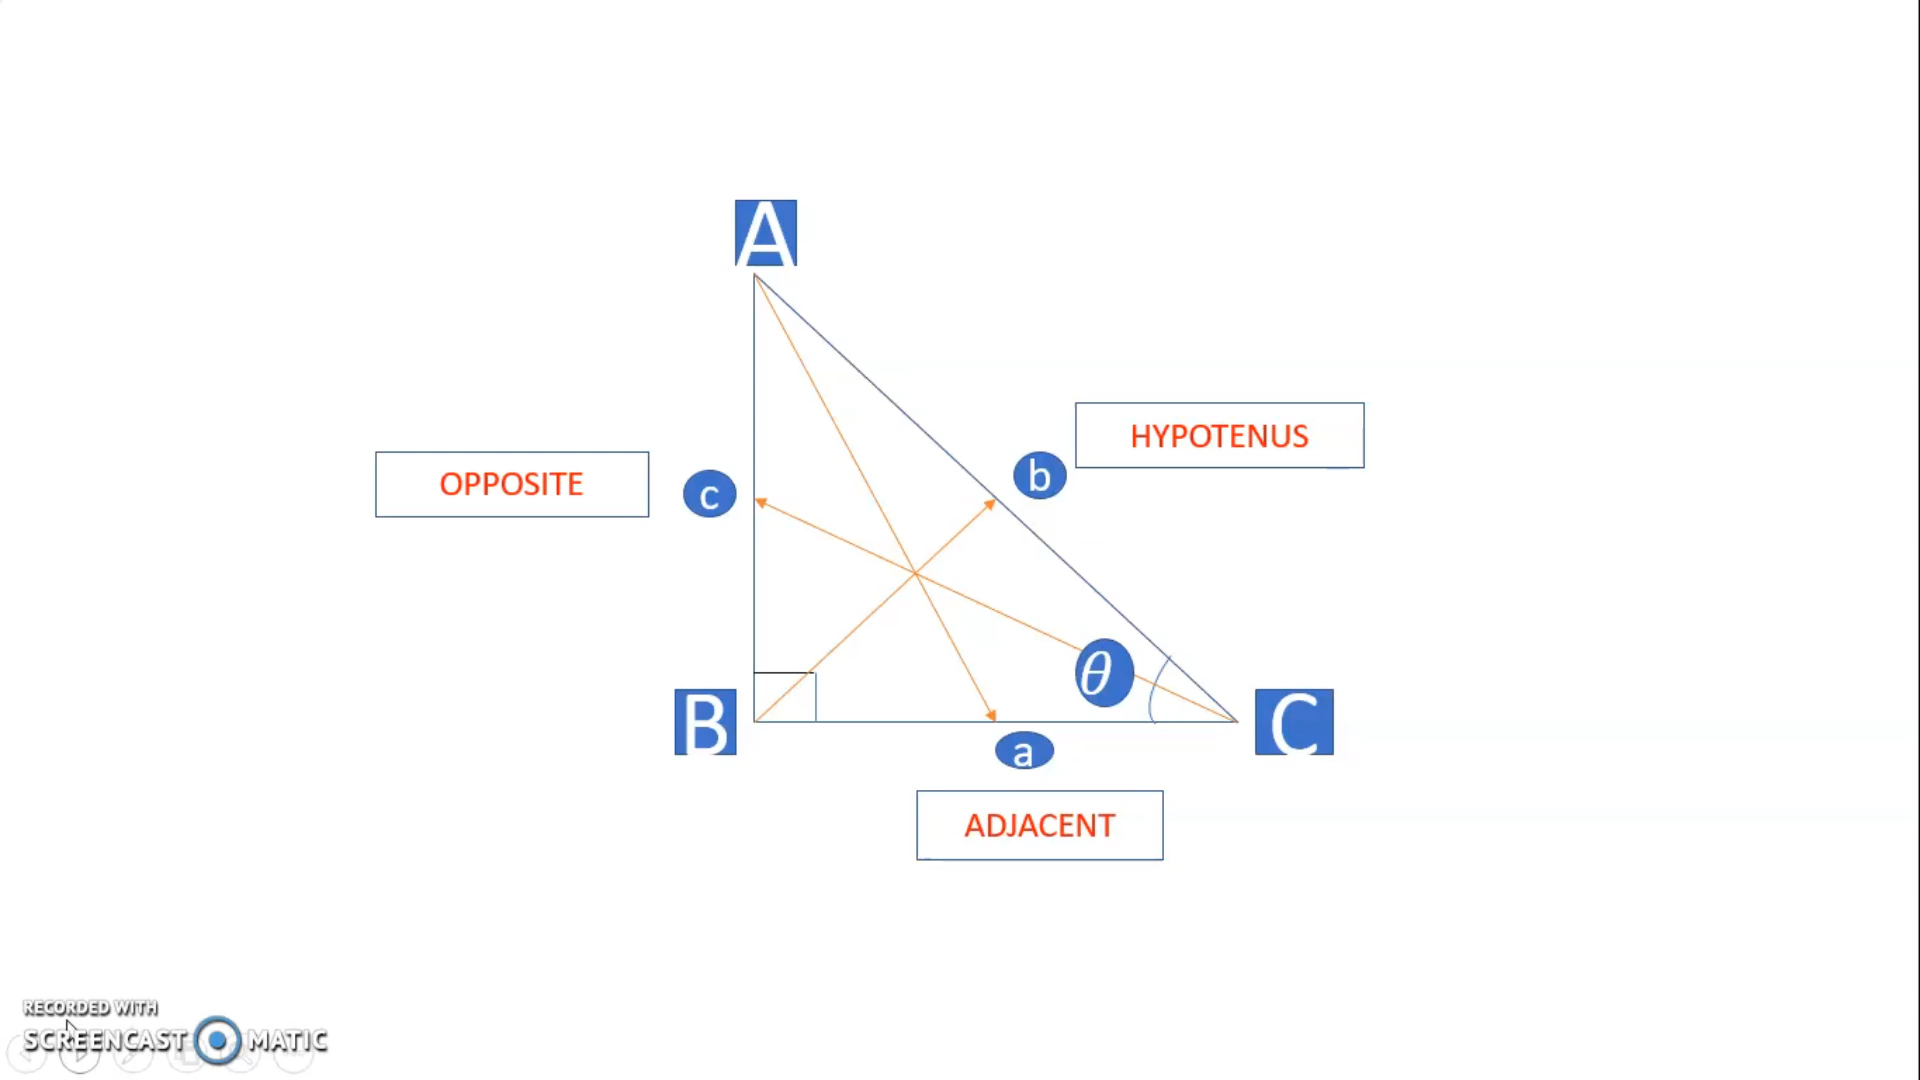 A
HYPOTENUS
b
OPPOSITE
c
θ
B
C
a
ADJACENT
RECORDED WITH
SCREENCAST MATIC